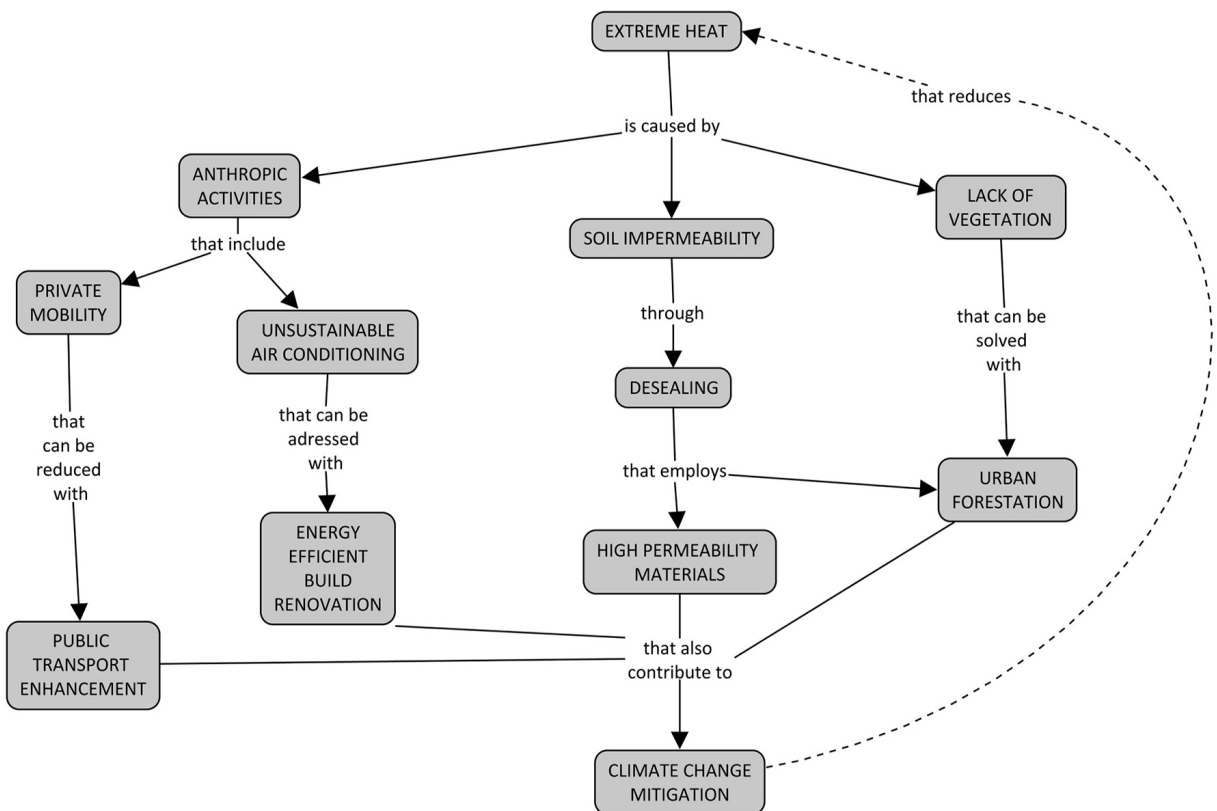 EXTREME HEAT
that reduces
is caused by
ANTHROPIC
ACTIVITIES
LACK OF
VEGETATION
SOIL IMPERMEABILITY
that include
PRIVATE
MOBILITY
UNSUSTAINABLE
AIR CONDITIONING
through
that can be
solved
with
DESEALING
that
can be
reduced
with
that can be
adressed
with
that employs
URBAN
FORESTATION
ENERGY
EFFICIENT
BUILD
RENOVATION
HIGH PERMEABILITY
MATERIALS
PUBLIC
TRANSPORT
ENHANCEMENT
that also
contribute to
CLIMATE CHANGE
MITIGATION